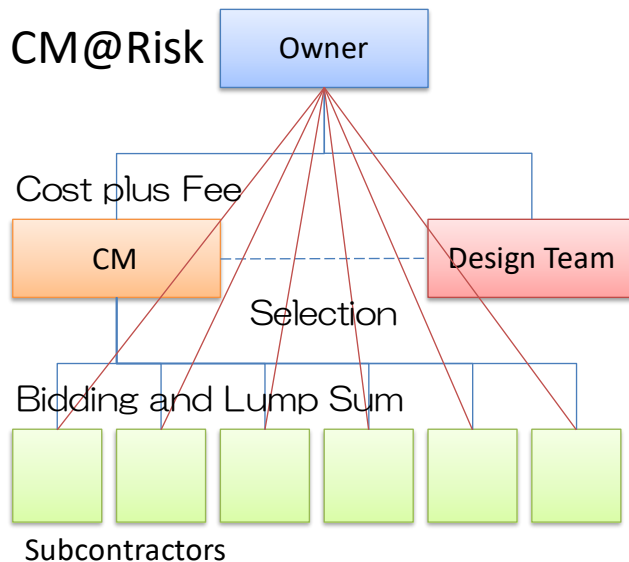 CM@Risk
Owner
Cost plus Fee
CM
Design Team
Selection
Bidding and Lump Sum
Subcontractors